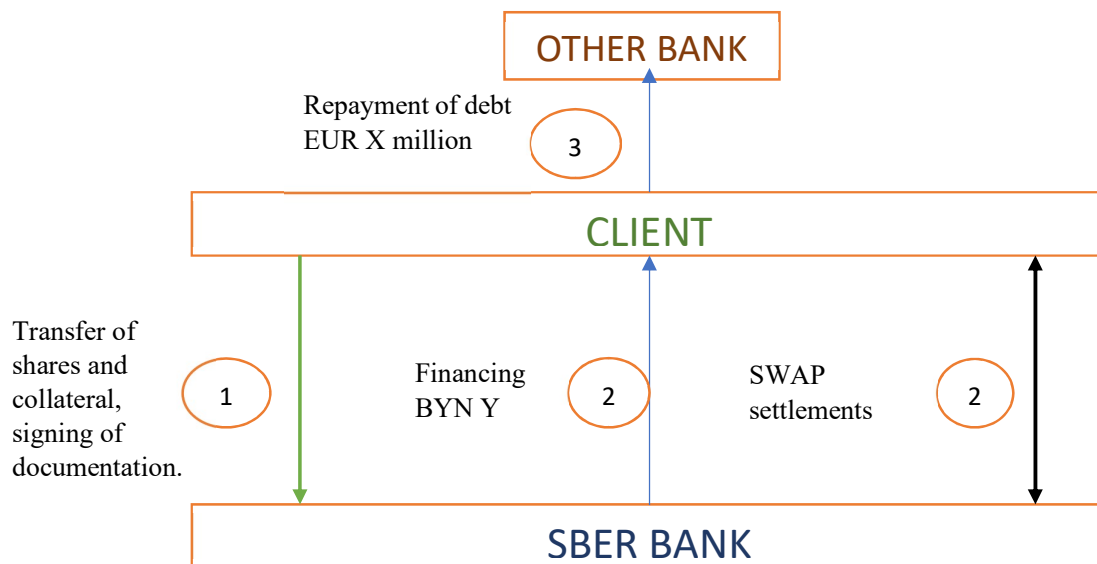 OTHER BANK
Repayment of debt
EUR X million
3
CLIENT
Transfer of
shares and
collateral,
signing of
documentation.
1
Financing
BYN Y
2
SWAP
settlements
2
SBER BANK